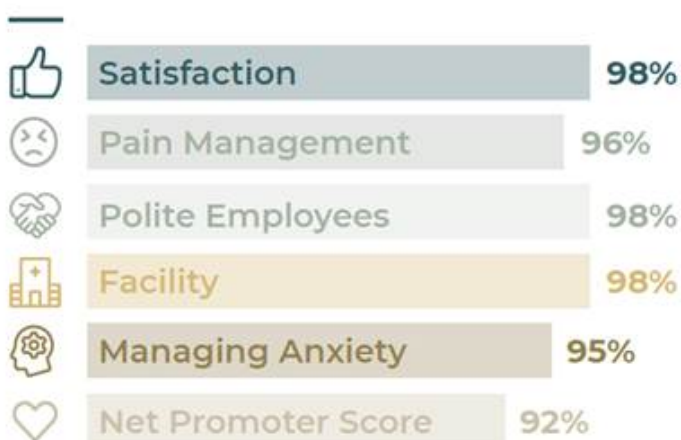 Satisfaction 98%
Pain Management 96%
Polite Employees 98%
Facility 98%
Managing Anxiety 95%
Net Promoter Score 92%